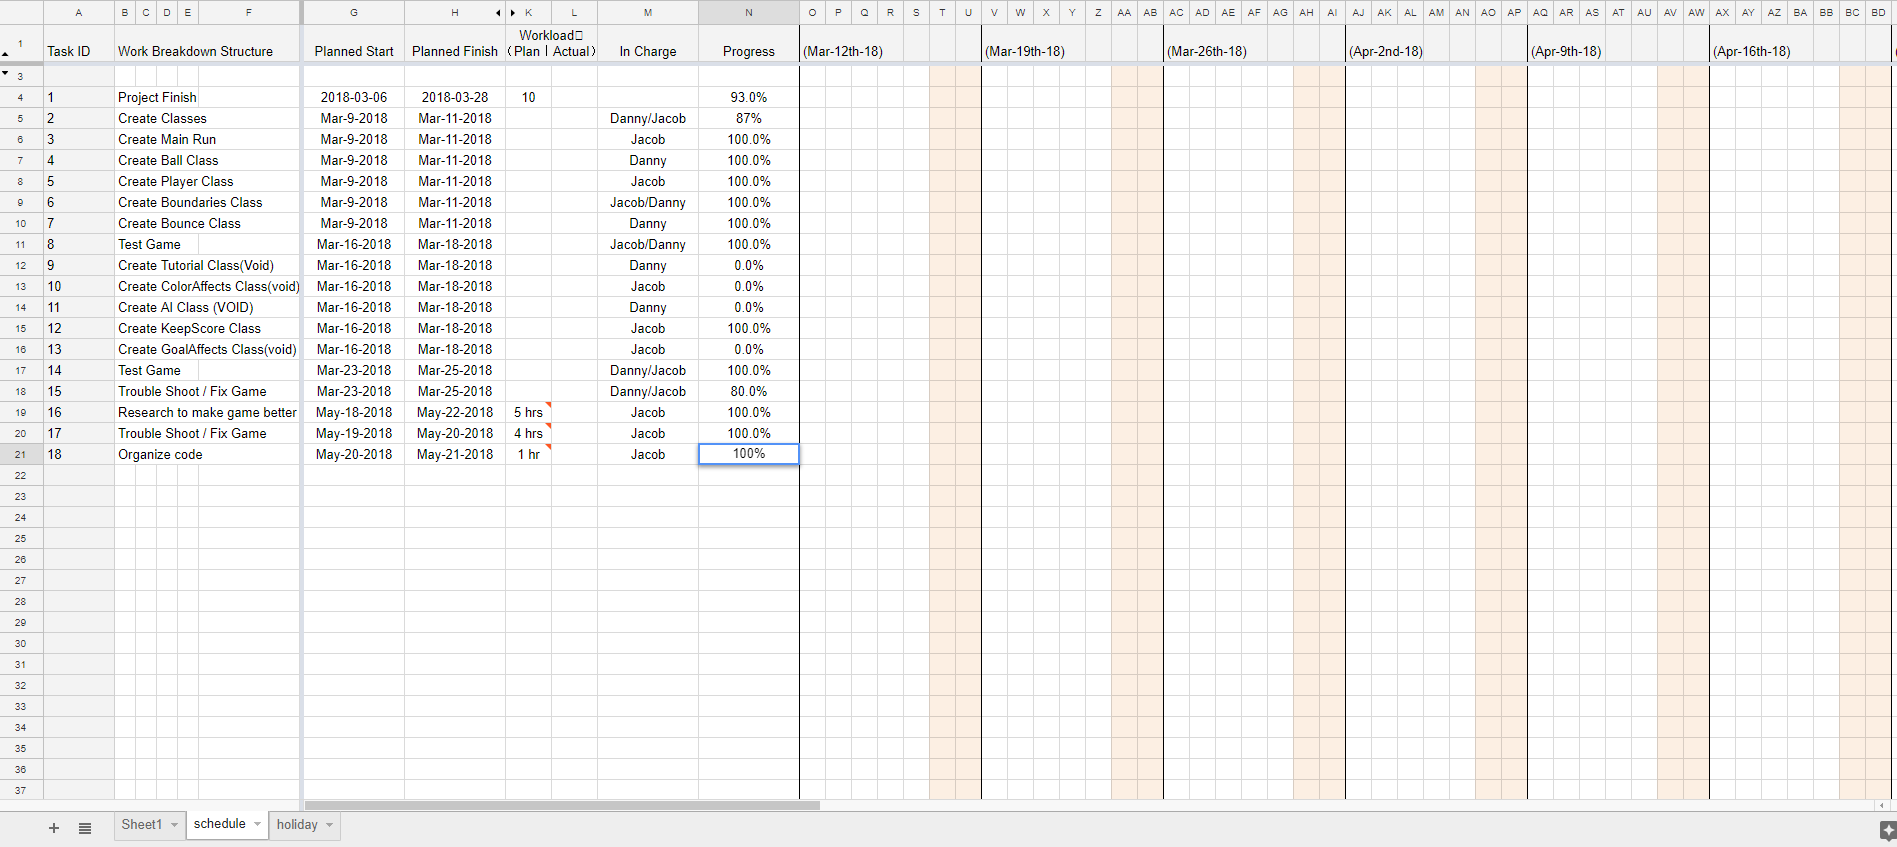 A B C D E F G H K L M N O P Q R S T U V W X Y Z AA AB AC AD AE AF AG AH AI AJ AK AL AM AN AO AP AQ AR AS AT AU AV AW AX AY AZ BA BB BC BD
1 Task ID Work Breakdown Structure Planned Start Planned Finish Workload (Plan | Actual) In Charge Progress (Mar-12th-18) (Mar-19th-18) (Mar-26th-18) (Apr-2nd-18) (Apr-9th-18) (Apr-16th-18)
3
4 1 Project Finish 2018-03-06 2018-03-28 10 93.0%
5 2 Create Classes Mar-9-2018 Mar-11-2018 Danny/Jacob 87%
6 3 Create Main Run Mar-9-2018 Mar-11-2018 Jacob 100.0%
7 4 Create Ball Class Mar-9-2018 Mar-11-2018 Danny 100.0%
8 5 Create Player Class Mar-9-2018 Mar-11-2018 Jacob 100.0%
9 6 Create Boundaries Class Mar-9-2018 Mar-11-2018 Jacob/Danny 100.0%
10 7 Create Bounce Class Mar-9-2018 Mar-11-2018 Danny 100.0%
11 8 Test Game Mar-16-2018 Mar-18-2018 Jacob/Danny 100.0%
12 9 Create Tutorial Class(Void) Mar-16-2018 Mar-18-2018 Danny 0.0%
13 10 Create ColorAffects Class(void) Mar-16-2018 Mar-18-2018 Jacob 0.0%
14 11 Create AI Class (VOID) Mar-16-2018 Mar-18-2018 Danny 0.0%
15 12 Create KeepScore Class Mar-16-2018 Mar-18-2018 Jacob 100.0%
16 13 Create GoalAffects Class(void) Mar-16-2018 Mar-18-2018 Jacob 0.0%
17 14 Test Game Mar-23-2018 Mar-25-2018 Danny/Jacob 100.0%
18 15 Trouble Shoot / Fix Game Mar-23-2018 Mar-25-2018 Danny/Jacob 80.0%
19 16 Research to make game better May-18-2018 May-22-2018 5 hrs Jacob 100.0%
20 17 Trouble Shoot / Fix Game May-19-2018 May-20-2018 4 hrs Jacob 100.0%
21 18 Organize code May-20-2018 May-21-2018 1 hr Jacob 100%
22
23
24
25
26
27
28
29
30
31
32
33
34
35
36
37
Sheet1 schedule holiday